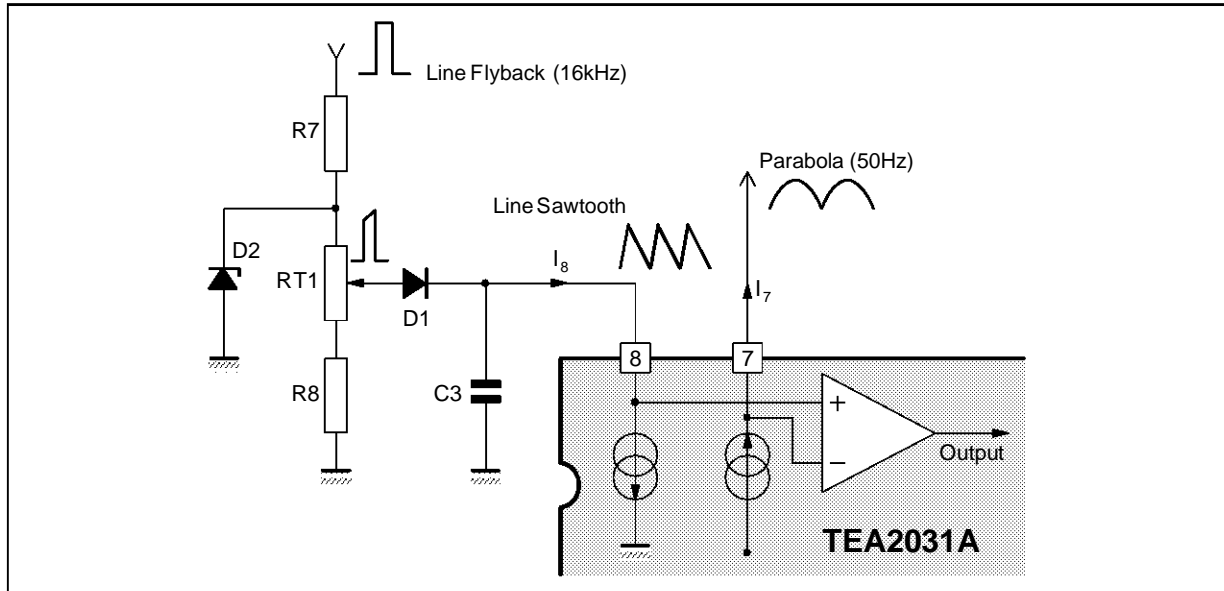 Line Flyback (16kHz)
R7
Parabola (50Hz)
Line Sawtooth
D2
RT1
I8
I7
D1
8
7
R8
C3
+
−
Output
TEA2031A